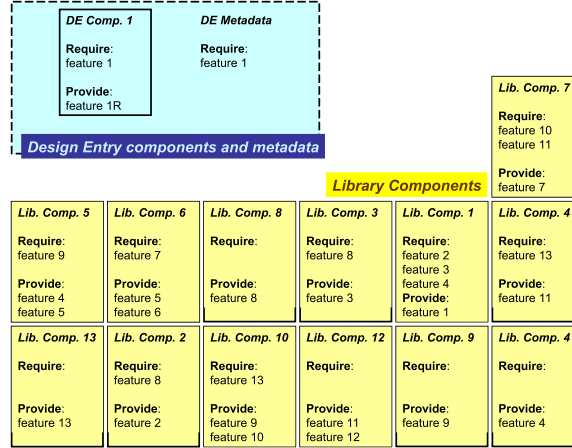 DE Comp. 1
Require:
feature 1
Provide:
feature 1R
DE Metadata
Require:
feature 1
Design Entry components and metadata
Library Components
Lib. Comp. 7
Require:
feature 10
feature 11
Provide:
feature 7
Lib. Comp. 5
Require:
feature 9
Provide:
feature 4
feature 5
Lib. Comp. 6
Require:
feature 7
Provide:
feature 5
feature 6
Lib. Comp. 8
Require:
Provide:
feature 8
Lib. Comp. 3
Require:
feature 8
Provide:
feature 3
Lib. Comp. 1
Require:
feature 2
feature 3
feature 4
Provide:
feature 1
Lib. Comp. 4
Require:
feature 13
Provide:
feature 11
Lib. Comp. 13
Require:
Provide:
feature 13
Lib. Comp. 2
Require:
feature 8
Provide:
feature 2
Lib. Comp. 10
Require:
feature 13
Provide:
feature 9
feature 10
Lib. Comp. 12
Require:
Provide:
feature 11
feature 12
Lib. Comp. 9
Require:
Provide:
feature 9
Lib. Comp. 4
Require:
Provide:
feature 4